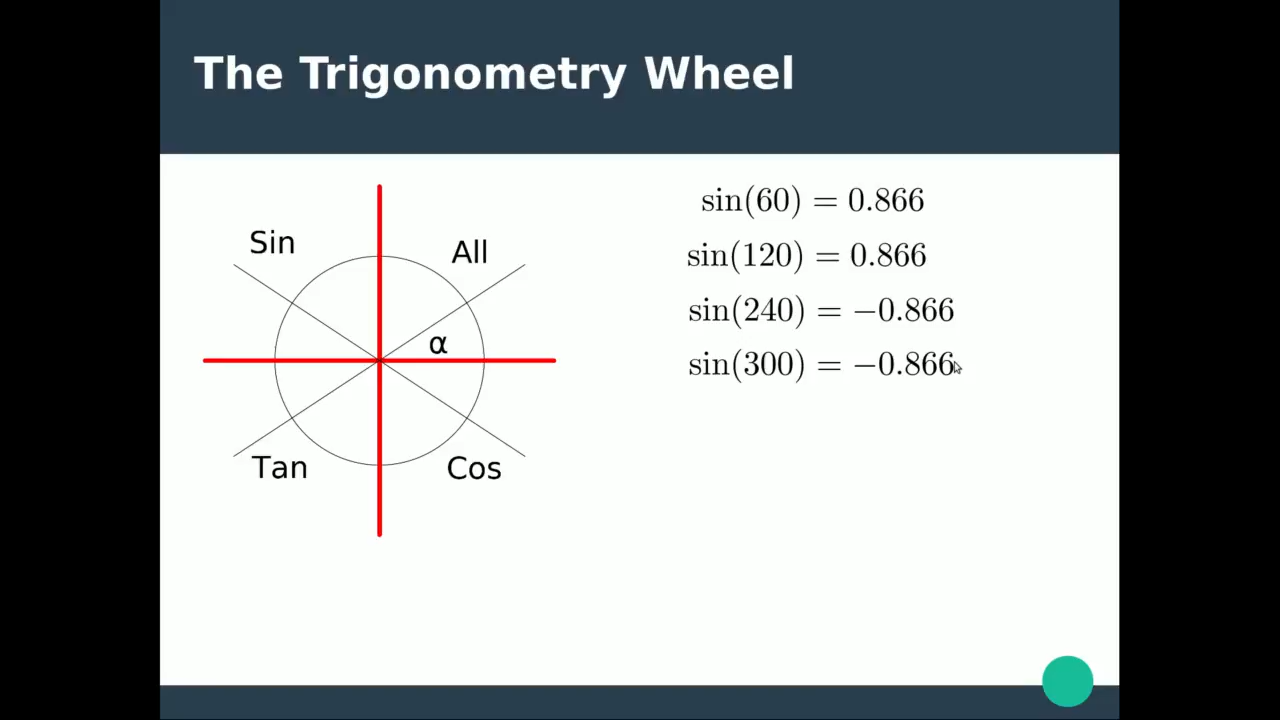 The Trigonometry Wheel
Sin
All
α
Tan
Cos
sin(60) = 0.866
sin(120) = 0.866
sin(240) = −0.866
sin(300) = −0.866